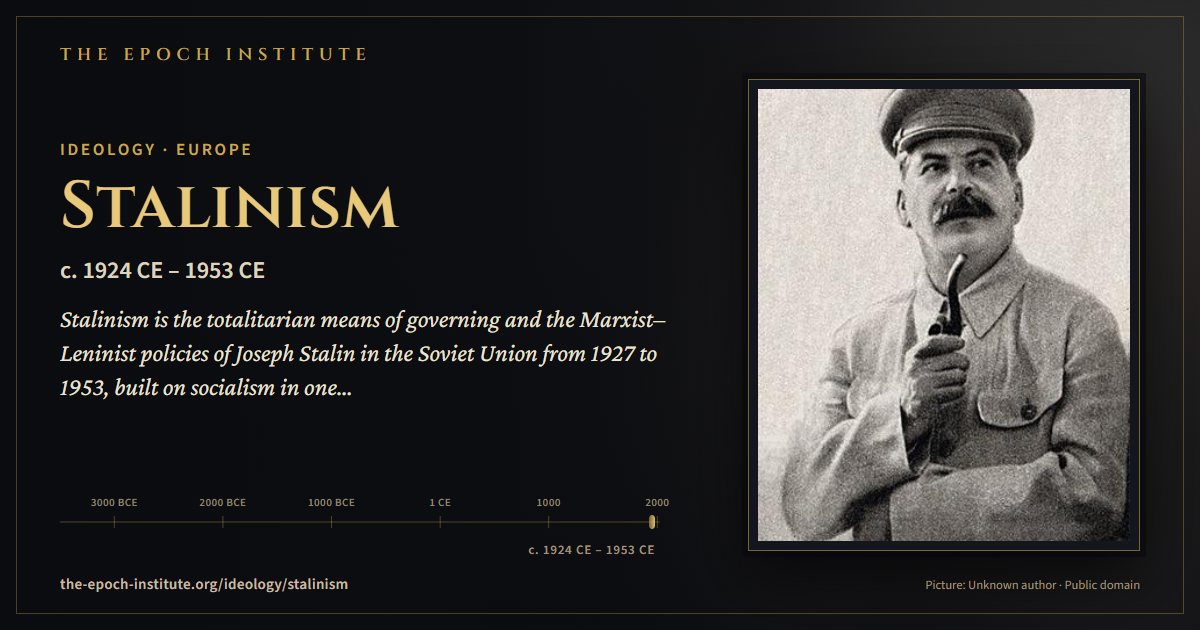 THE EPOCH INSTITUTE
IDEOLOGY · EUROPE
STALINISM
c. 1924 CE – 1953 CE
Stalinism is the totalitarian means of governing and the Marxist–
Leninist policies of Joseph Stalin in the Soviet Union from 1927 to
1953, built on socialism in one...
3000 BCE 2000 BCE 1000 BCE 1 CE 1000 2000
c. 1924 CE – 1953 CE
the-epoch-institute.org/ideology/stalinism
Picture: Unknown author · Public domain